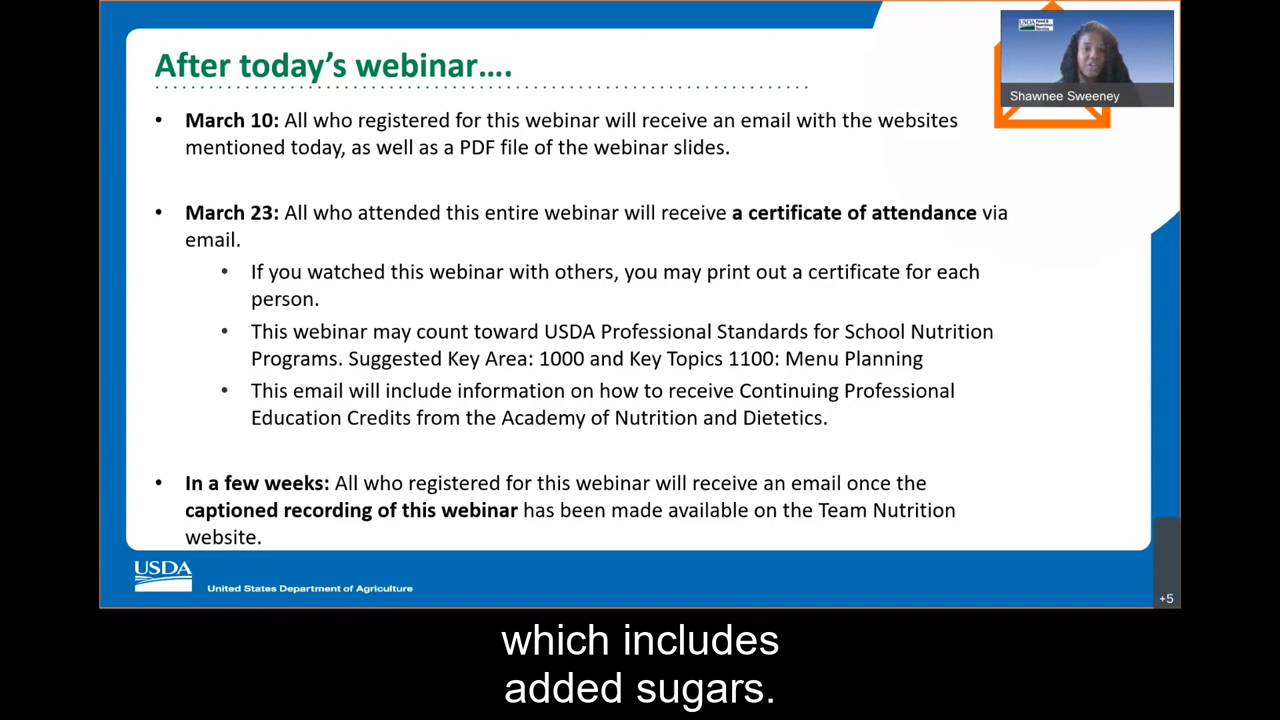 After today's webinar….
USDA Food and Nutrition Service
Shawnee Sweeney
• March 10: All who registered for this webinar will receive an email with the websites
mentioned today, as well as a PDF file of the webinar slides.
• March 23: All who attended this entire webinar will receive a certificate of attendance via
email.
• If you watched this webinar with others, you may print out a certificate for each
person.
• This webinar may count toward USDA Professional Standards for School Nutrition
Programs. Suggested Key Area: 1000 and Key Topics 1100: Menu Planning
• This email will include information on how to receive Continuing Professional
Education Credits from the Academy of Nutrition and Dietetics.
• In a few weeks: All who registered for this webinar will receive an email once the
captioned recording of this webinar has been made available on the Team Nutrition
website.
USDA
United States Department of Agriculture
+5
which includes
added sugars.